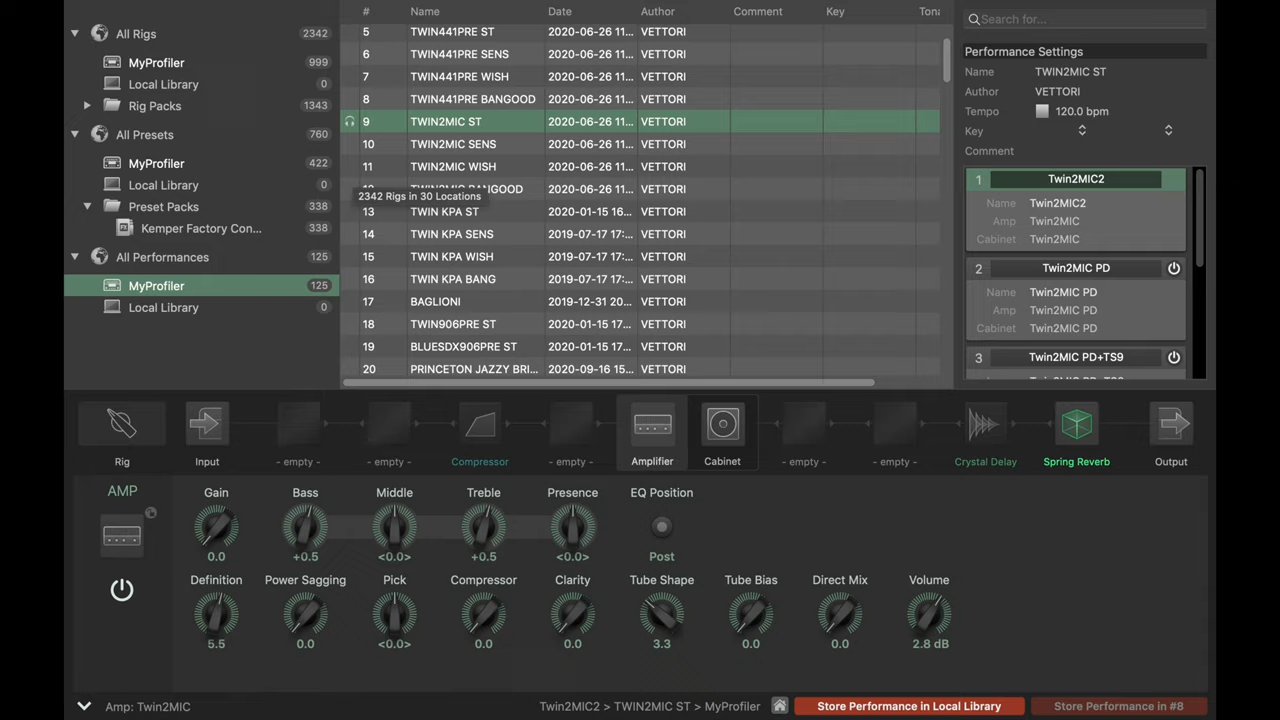 All Rigs 2342
MyProfiler 999
Local Library 0
Rig Packs 1343
All Presets 760
MyProfiler 422
Local Library 0
Preset Packs 338
Kemper Factory Con... 338
All Performances 125
MyProfiler 125
Local Library 0
# Name Date Author Comment Key Tona
5 TWIN441PRE ST 2020-06-26 11... VETTORI
6 TWIN441PRE SENS 2020-06-26 11... VETTORI
7 TWIN441PRE WISH 2020-06-26 11... VETTORI
8 TWIN441PRE BANGOOD 2020-06-26 11... VETTORI
9 TWIN2MIC ST 2020-06-26 11... VETTORI
10 TWIN2MIC SENS 2020-06-26 11... VETTORI
11 TWIN2MIC WISH 2020-06-26 11... VETTORI
12 TWIN2MIC BANGOOD 2020-06-26 11... VETTORI
2342 Rigs in 30 Locations
13 TWIN KPA ST 2020-01-15 16... VETTORI
14 TWIN KPA SENS 2019-07-17 17:... VETTORI
15 TWIN KPA WISH 2019-07-17 17:... VETTORI
16 TWIN KPA BANG 2019-07-17 17:... VETTORI
17 BAGLIONI 2019-12-31 20... VETTORI
18 TWIN906PRE ST 2020-01-15 17... VETTORI
19 BLUESDX906PRE ST 2020-01-15 17... VETTORI
20 PRINCETON JAZZY BRI... 2020-09-16 15... VETTORI
Search for...
Performance Settings
Name TWIN2MIC ST
Author VETTORI
Tempo 120.0 bpm
Key
Comment
1 Twin2MIC2
Name Twin2MIC2
Amp Twin2MIC
Cabinet Twin2MIC
2 Twin2MIC PD
Name Twin2MIC PD
Amp Twin2MIC PD
Cabinet Twin2MIC PD
3 Twin2MIC PD+TS9
Rig Input - empty - - empty - Compressor - empty - Amplifier Cabinet - empty - - empty - Crystal Delay Spring Reverb Output
AMP
Gain Bass Middle Treble Presence EQ Position
0.0 +0.5 <0.0> +0.5 <0.0> Post
Definition Power Sagging Pick Compressor Clarity Tube Shape Tube Bias Direct Mix Volume
5.5 0.0 <0.0> 0.0 0.0 3.3 0.0 0.0 2.8 dB
Amp: Twin2MIC
Twin2MIC2 > TWIN2MIC ST > MyProfiler
Store Performance in Local Library
Store Performance in #8